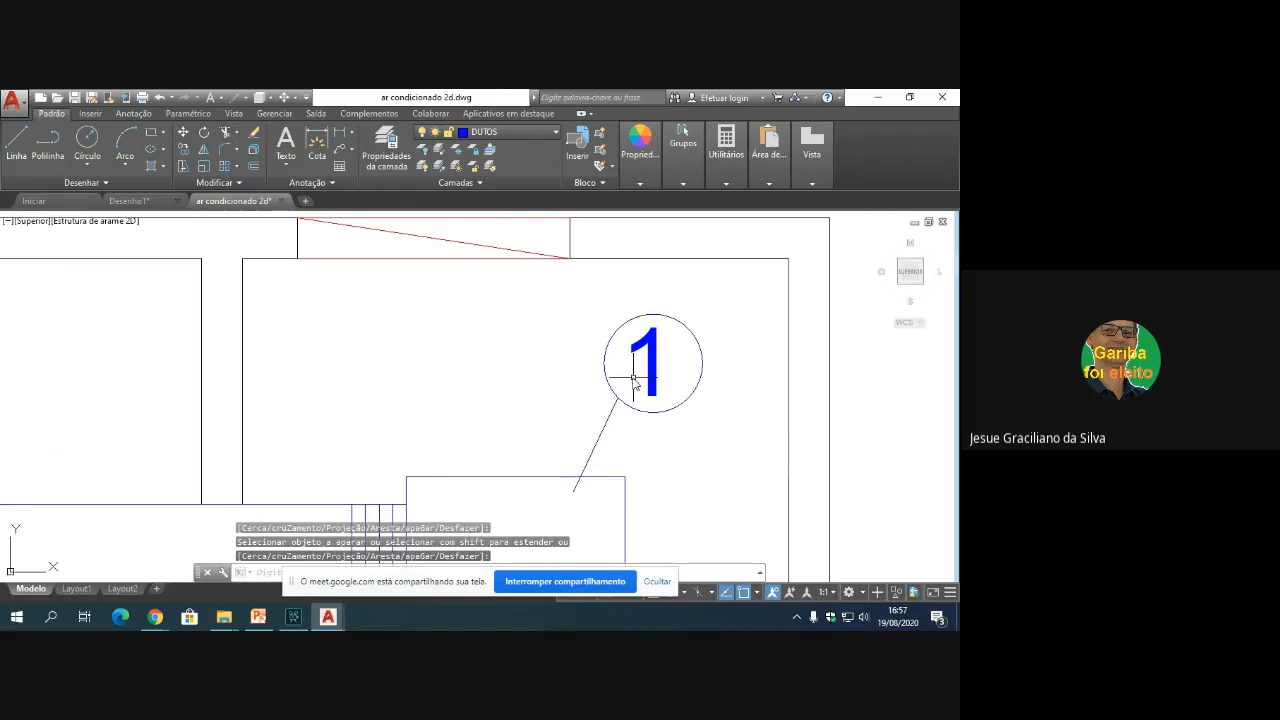 ar condicionado 2d.dwg
Digite palavra-chave ou frase
Efetuar login
Padrão Inserir Anotação Paramétrico Vista Gerenciar Saída Complementos Colaborar Aplicativos em destaque
DUTOS
Linha Polilinha Círculo Arco
Texto Cota
Propriedades da camada
Inserir
Propried... Grupos Utilitários Área de... Vista
Desenhar Modificar Anotação Camadas Bloco
Iniciar Desenho1* ar condicionado 2d*
[−][Superior][Estrutura de arame 2D]
N
O SUPERIOR L
S
WCS
1
Gariba
foi eleito
Jesue Graciliano da Silva
[Cerca/cruZamento/Projeção/Aresta/apaGar/Desfazer]:
Selecionar objeto a aparar ou selecionar com shift para estender ou
[Cerca/cruZamento/Projeção/Aresta/apaGar/Desfazer]:
Y
X
O meet.google.com está compartilhando sua tela. Interromper compartilhamento Ocultar
Modelo Layout1 Layout2
1:1
16:57
19/08/2020
3